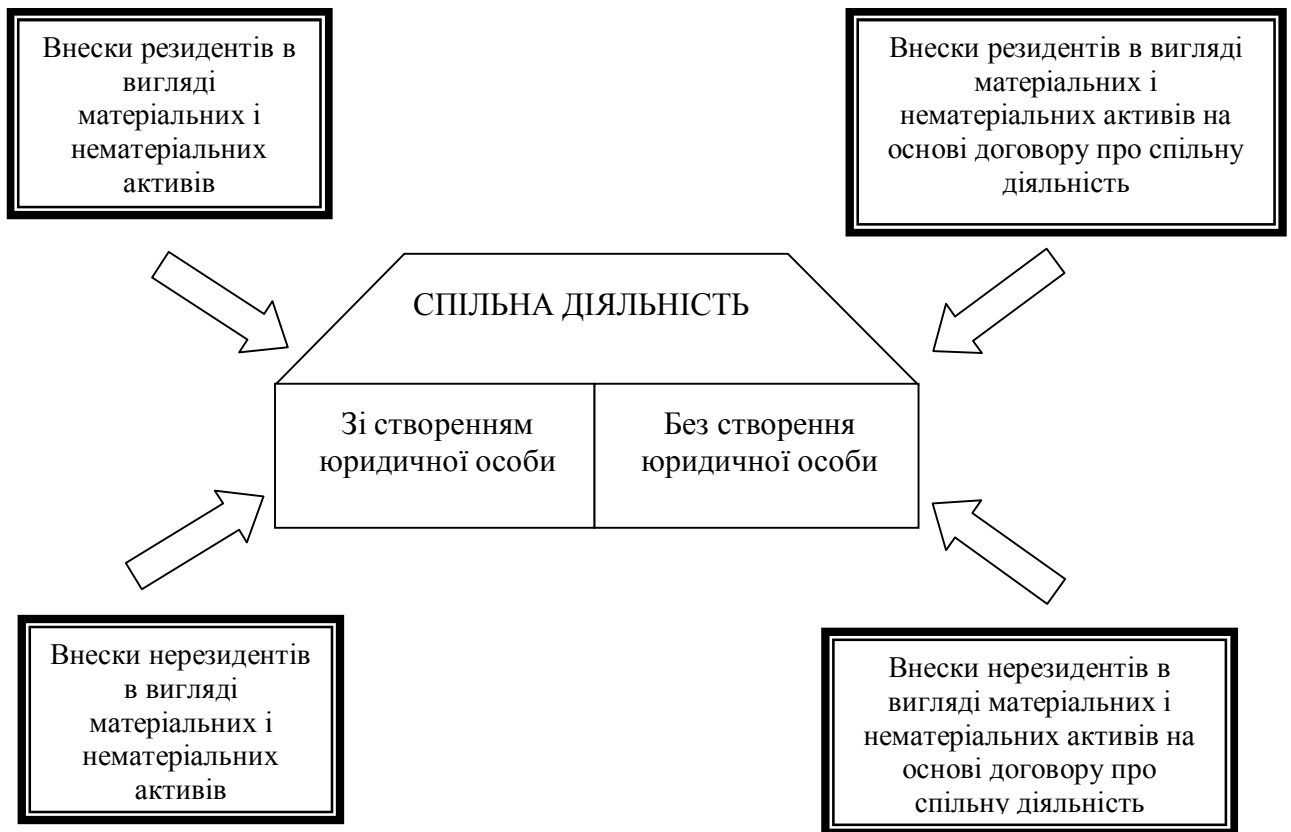 Внески резидентів в
вигляді
матеріальних і
нематеріальних
активів
Внески резидентів в вигляді
матеріальних і
нематеріальних активів на
основі договору про спільну
діяльність
СПІЛЬНА ДІЯЛЬНІСТЬ
Зі створенням
юридичної особи
Без створення
юридичної особи
Внески нерезидентів
в вигляді
матеріальних і
нематеріальних
активів
Внески нерезидентів в
вигляді матеріальних і
нематеріальних активів на
основі договору про
спільну діяльність